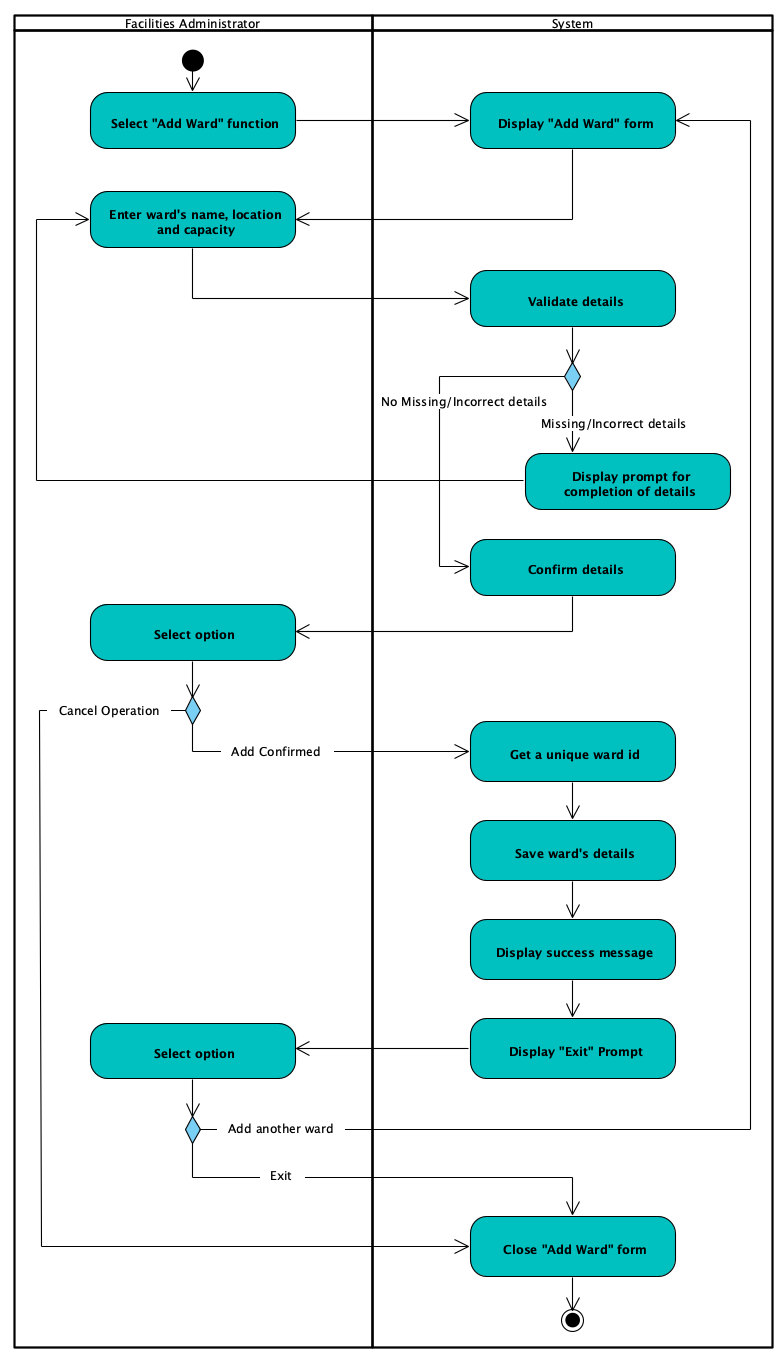 Facilities Administrator
System
Select "Add Ward" function
Display "Add Ward" form
Enter ward's name, location
and capacity
Validate details
No Missing/Incorrect details
Missing/Incorrect details
Display prompt for
completion of details
Confirm details
Select option
Cancel Operation
Add Confirmed
Get a unique ward id
Save ward's details
Display success message
Select option
Display "Exit" Prompt
Add another ward
Exit
Close "Add Ward" form